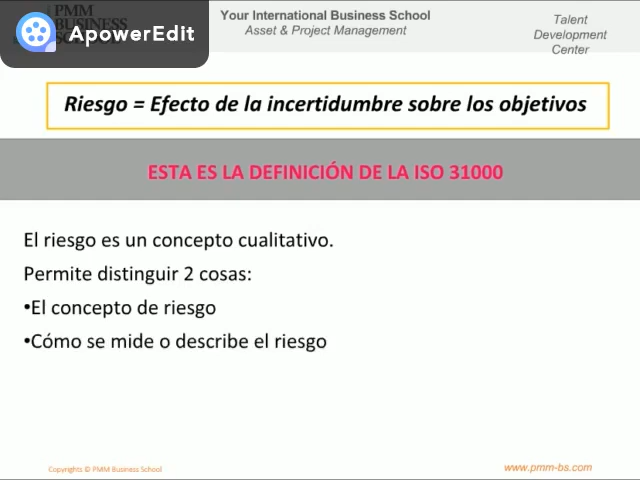 PMM
BUSINESS
SCHOOL
ApowerEdit
Your International Business School
Asset & Project Management
Talent
Development
Center
Riesgo = Efecto de la incertidumbre sobre los objetivos
ESTA ES LA DEFINICIÓN DE LA ISO 31000
El riesgo es un concepto cualitativo.
Permite distinguir 2 cosas:
•El concepto de riesgo
•Cómo se mide o describe el riesgo
Copyrights © PMM Business School
www.pmm-bs.com